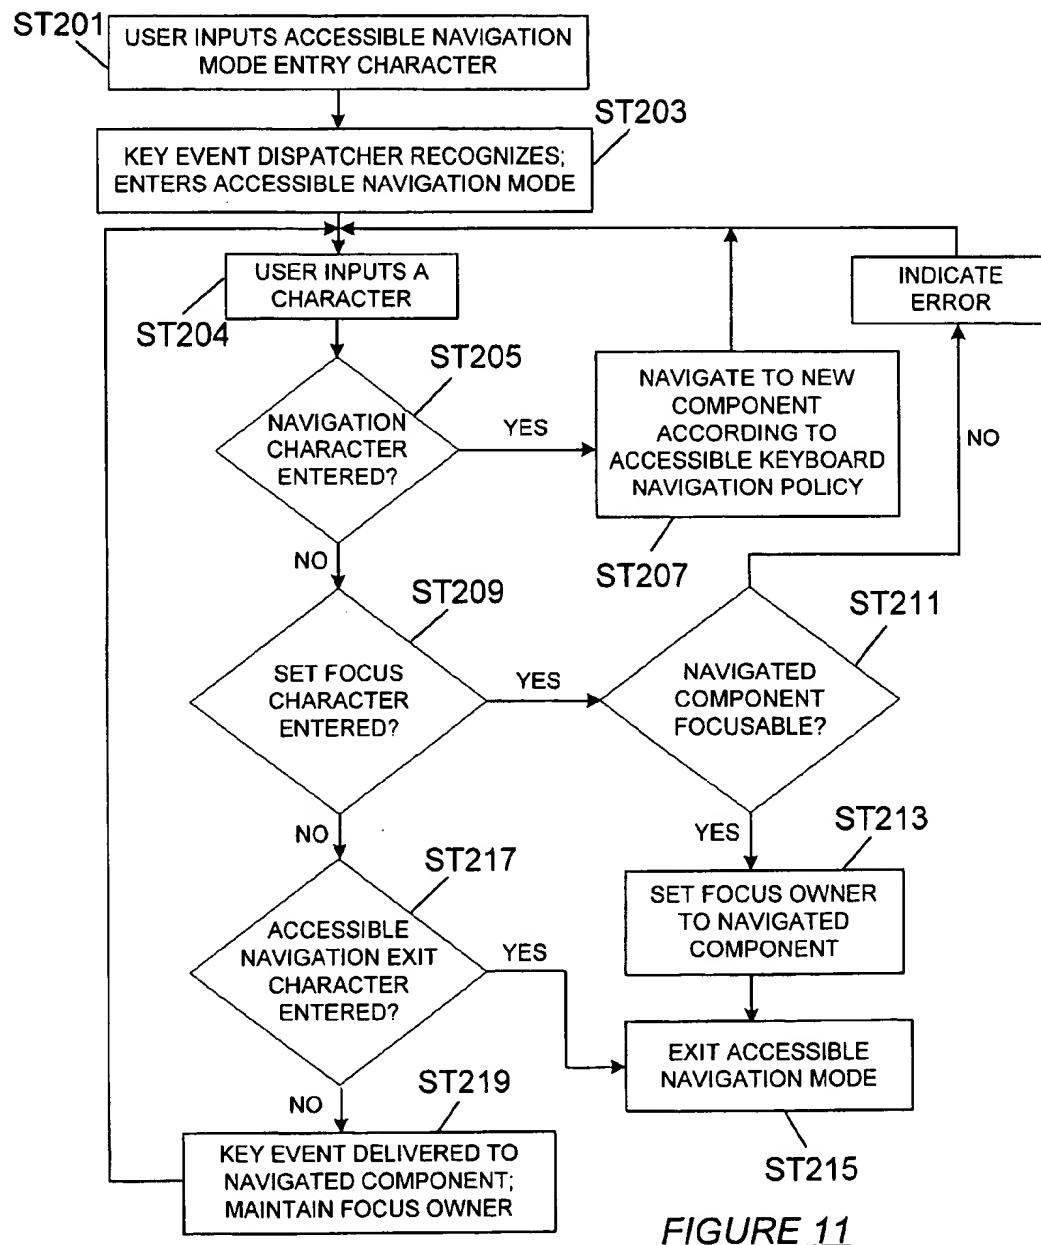 ST201
USER INPUTS ACCESSIBLE NAVIGATION
MODE ENTRY CHARACTER
ST203
KEY EVENT DISPATCHER RECOGNIZES;
ENTERS ACCESSIBLE NAVIGATION MODE
USER INPUTS A
CHARACTER
ST204
INDICATE
ERROR
ST205
NAVIGATION
CHARACTER
ENTERED?
YES
NAVIGATE TO NEW
COMPONENT
ACCORDING TO
ACCESSIBLE KEYBOARD
NAVIGATION POLICY
ST207
NO
NO
ST209
SET FOCUS
CHARACTER
ENTERED?
YES
ST211
NAVIGATED
COMPONENT
FOCUSABLE?
NO
YES
ST213
SET FOCUS OWNER
TO NAVIGATED
COMPONENT
ST217
ACCESSIBLE
NAVIGATION EXIT
CHARACTER
ENTERED?
YES
EXIT ACCESSIBLE
NAVIGATION MODE
ST215
NO
ST219
KEY EVENT DELIVERED TO
NAVIGATED COMPONENT;
MAINTAIN FOCUS OWNER
FIGURE 11